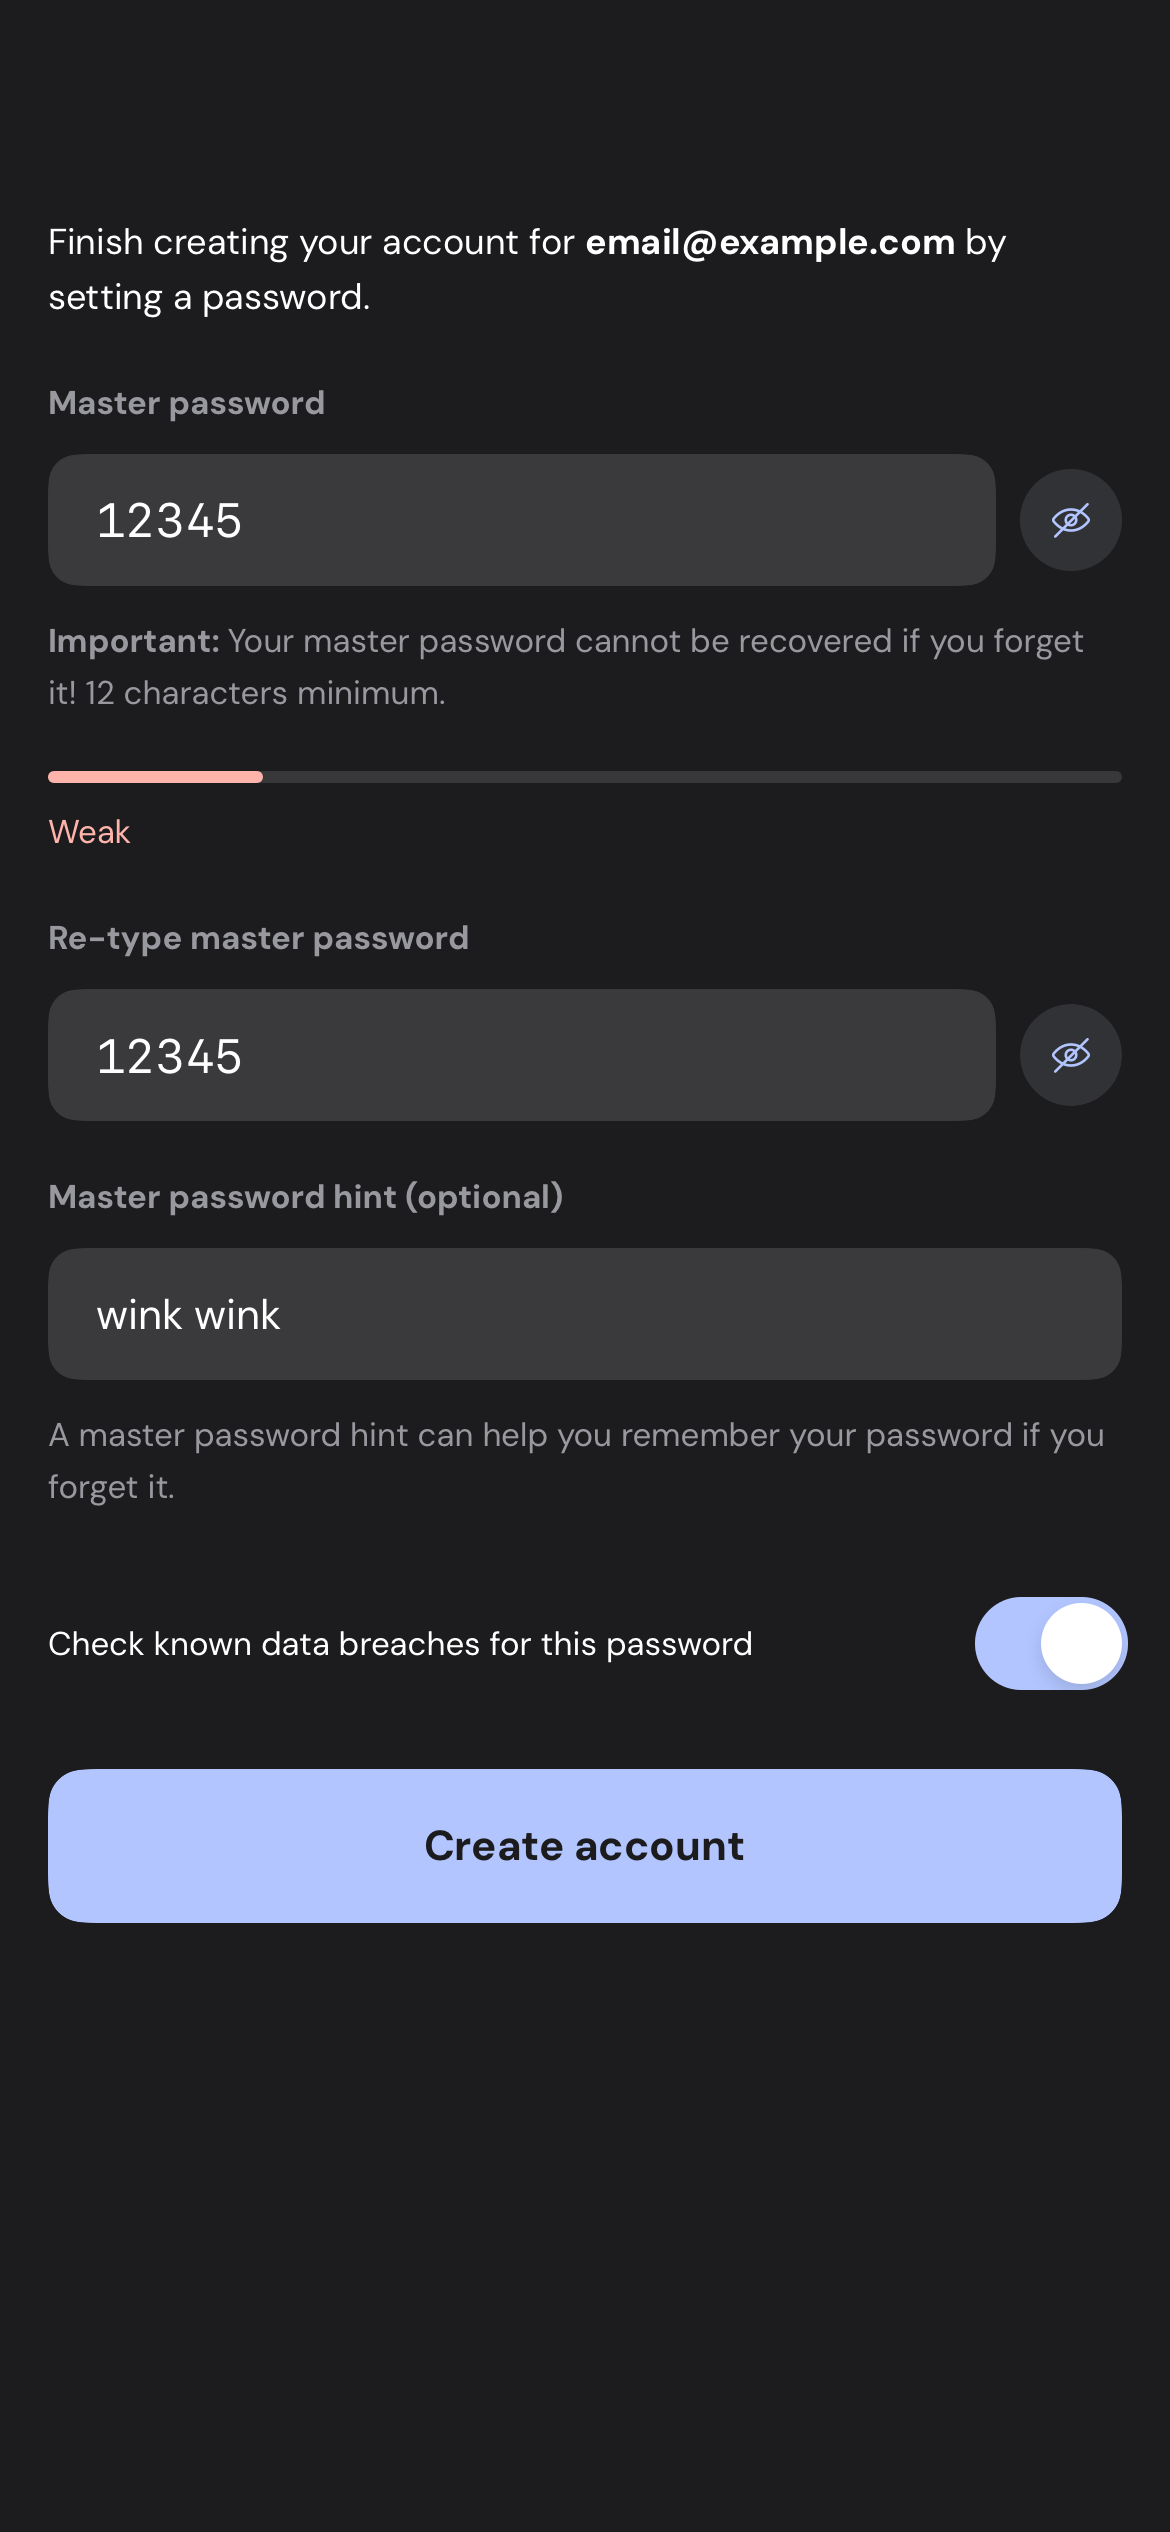 Finish creating your account for email@example.com by
setting a password.
Master password
12345
Important: Your master password cannot be recovered if you forget
it! 12 characters minimum.
Weak
Re-type master password
12345
Master password hint (optional)
wink wink
A master password hint can help you remember your password if you
forget it.
Check known data breaches for this password
Create account